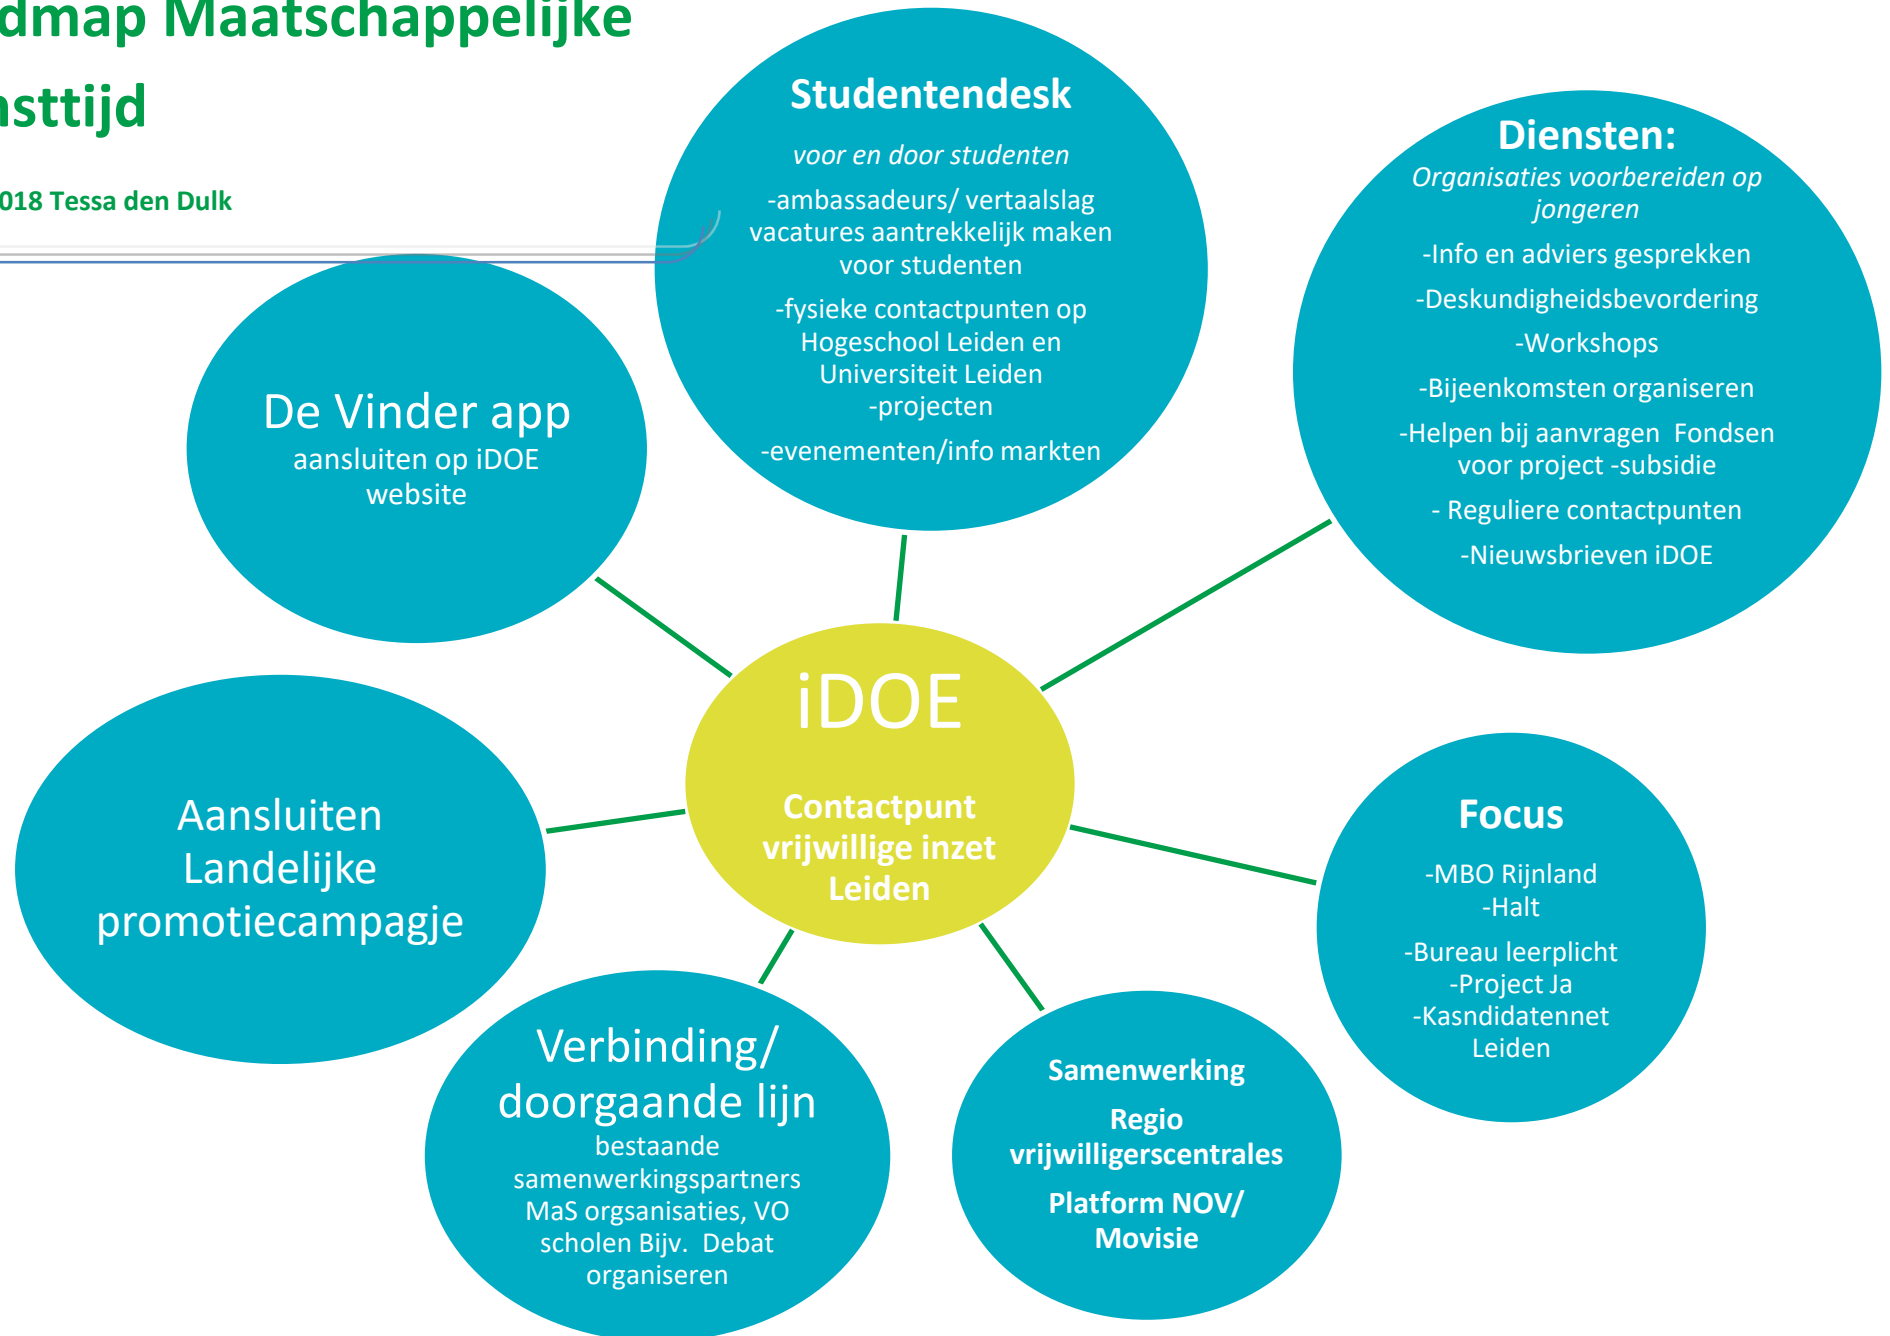 dmap Maatschappelijke
nsttijd
018 Tessa den Dulk
Studentendesk
voor en door studenten
-ambassadeurs/ vertaalslag
vacatures aantrekkelijk maken
voor studenten
-fysieke contactpunten op
Hogeschool Leiden en
Universiteit Leiden
-projecten
-evenementen/info markten
Diensten:
Organisaties voorbereiden op
jongeren
-Info en adviers gesprekken
-Deskundigheidsbevordering
-Workshops
-Bijeenkomsten organiseren
-Helpen bij aanvragen  Fondsen
voor project -subsidie
- Reguliere contactpunten
-Nieuwsbrieven iDOE
De Vinder app
aansluiten op iDOE
website
iDOE
Contactpunt
vrijwillige inzet
Leiden
Aansluiten
Landelijke
promotiecampagje
Focus
-MBO Rijnland
-Halt
-Bureau leerplicht
-Project Ja
-Kasndidatennet
Leiden
Verbinding/
doorgaande lijn
bestaande
samenwerkingspartners
MaS orgsanisaties, VO
scholen Bijv.  Debat
organiseren
Samenwerking
Regio
vrijwilligerscentrales
Platform NOV/
Movisie